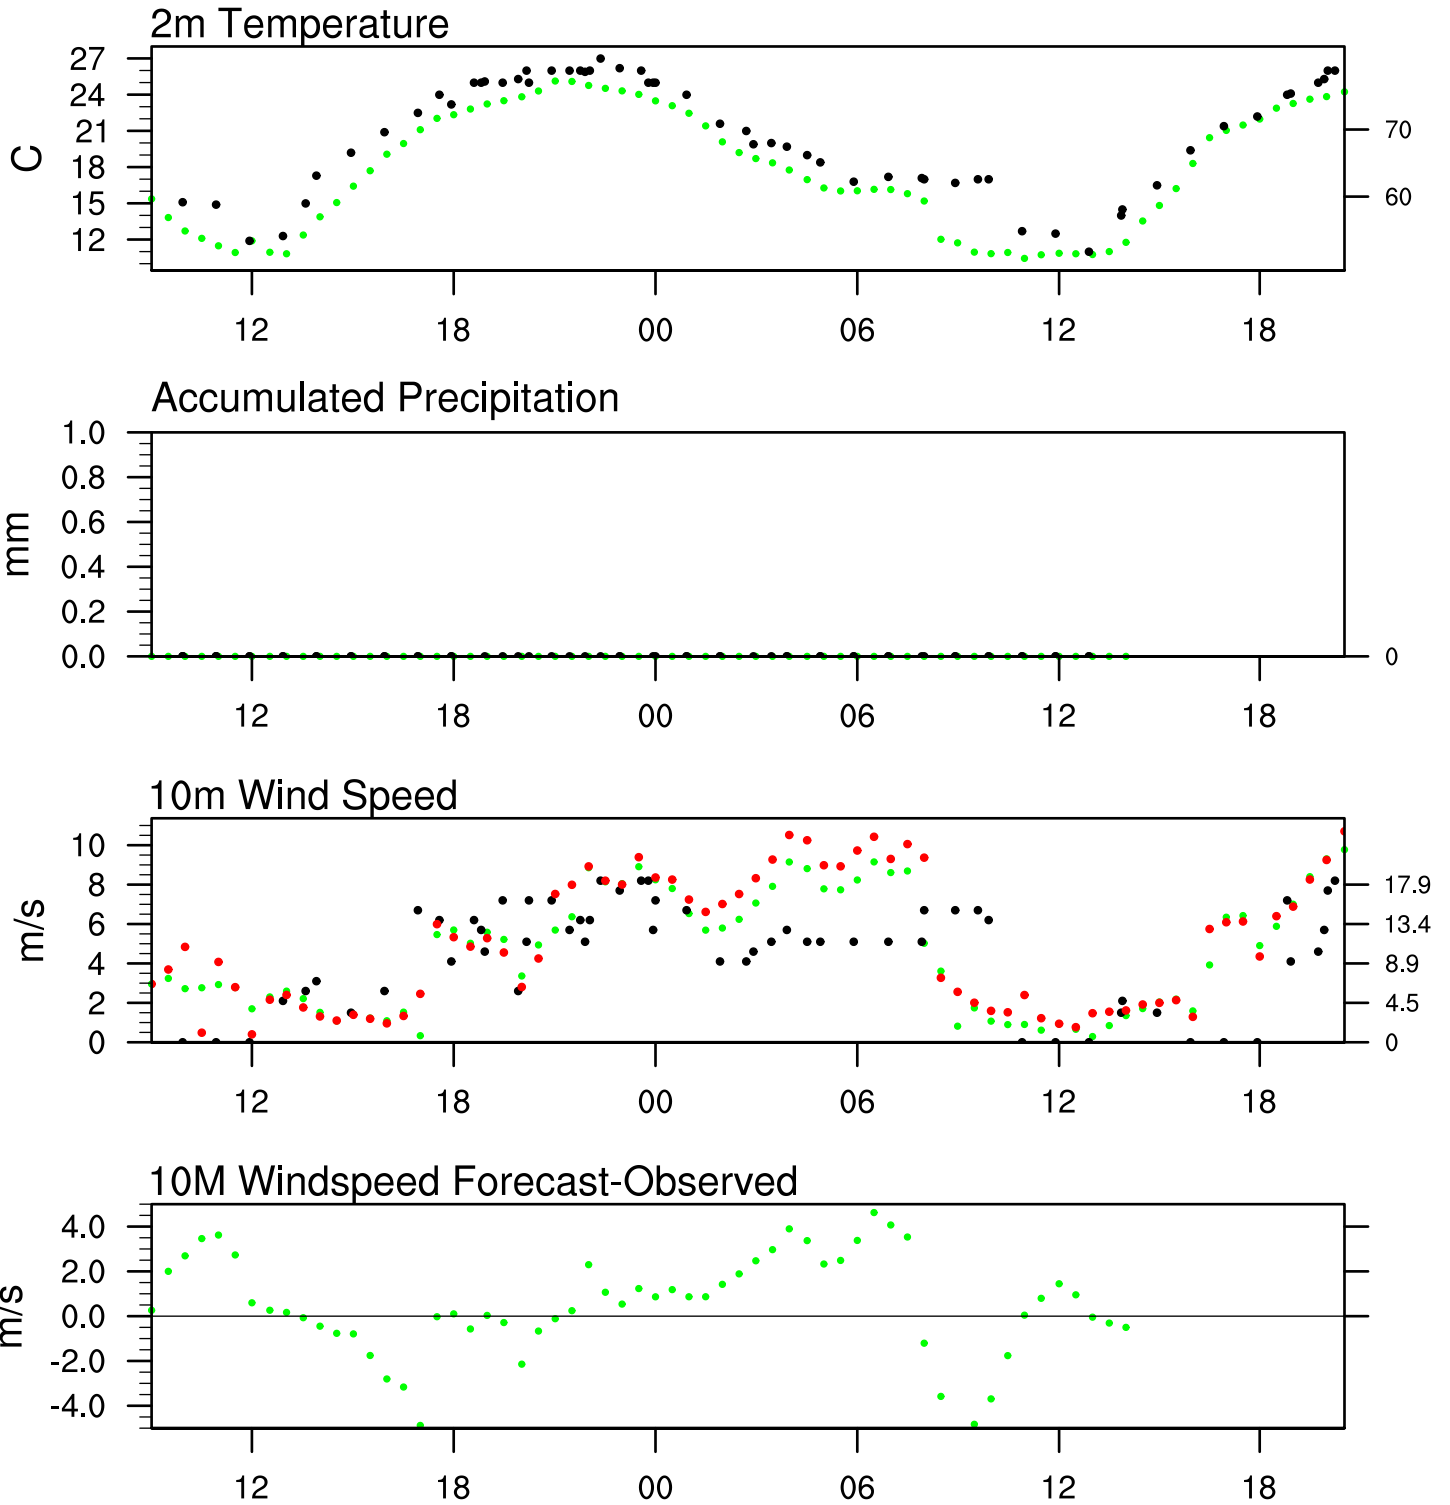 2m Temperature
27
24
21
18
15
12
C
70
60
12 18 00 06 12 18
Accumulated Precipitation
1.0
0.8
0.6
0.4
0.2
0.0
mm
0
12 18 00 06 12 18
10m Wind Speed
10
8
6
4
2
0
m/s
17.9
13.4
8.9
4.5
0
12 18 00 06 12 18
10M Windspeed Forecast-Observed
4.0
2.0
0.0
-2.0
-4.0
m/s
12 18 00 06 12 18